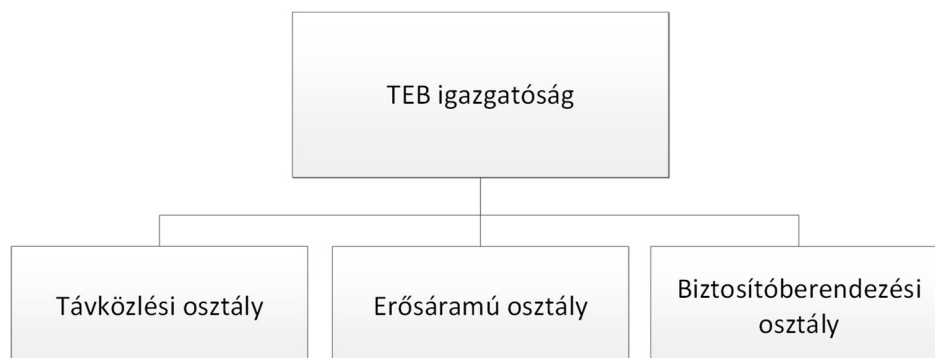 TEB igazgatóság
Távközlési osztály
Erősáramú osztály
Biztosítóberendezési
osztály